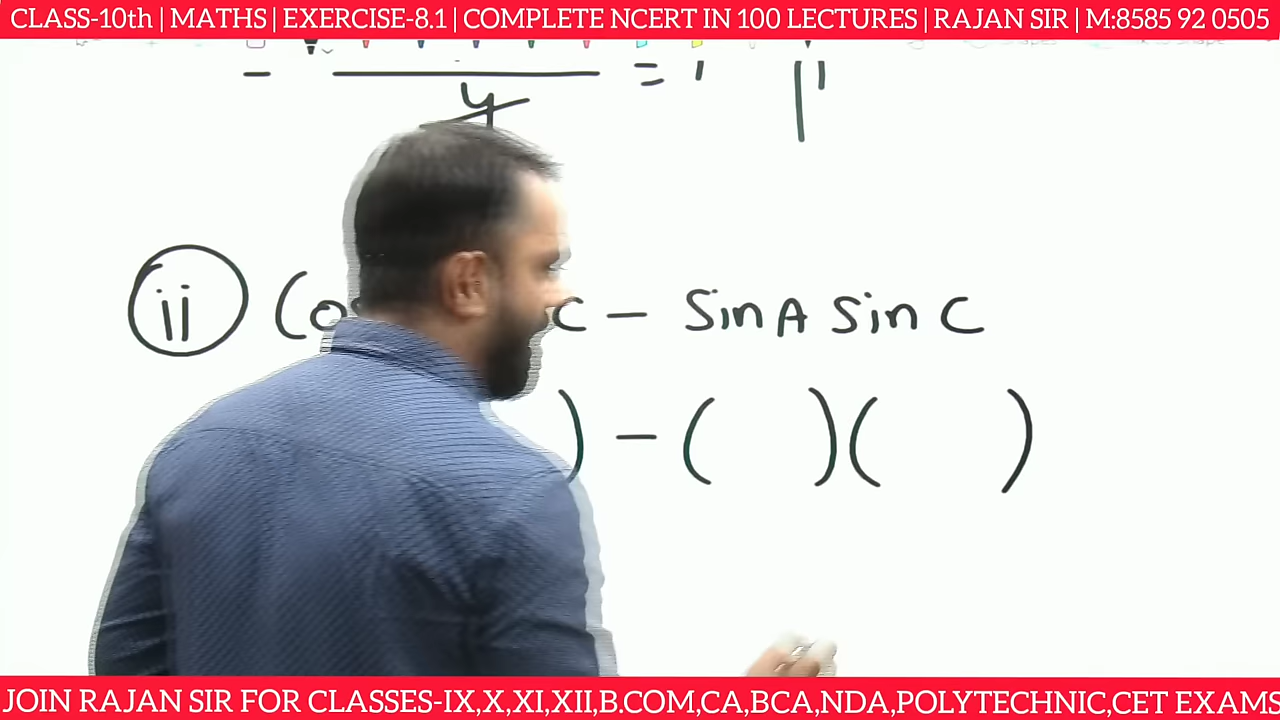 CLASS-10th | MATHS | EXERCISE-8.1 | COMPLETE NCERT IN 100 LECTURES | RAJAN SIR | M:8585 92 0505
4
ii (Co C - Sin A Sin C
) - ( )( )
JOIN RAJAN SIR FOR CLASSES-IX,X,XI,XII,B.COM,CA,BCA,NDA,POLYTECHNIC,CET EXAMS